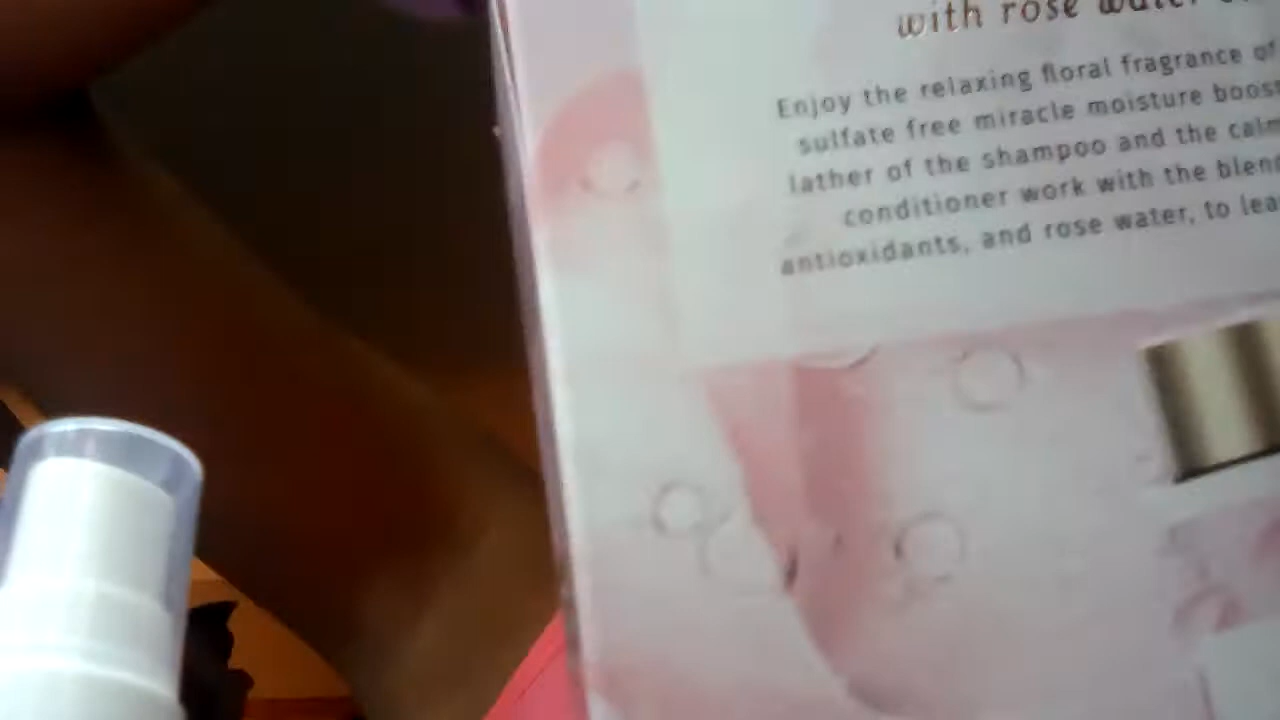 with rose water
Enjoy the relaxing floral fragrance of
sulfate free miracle moisture boost
lather of the shampoo and the calm
conditioner work with the blend
antioxidants, and rose water, to lea